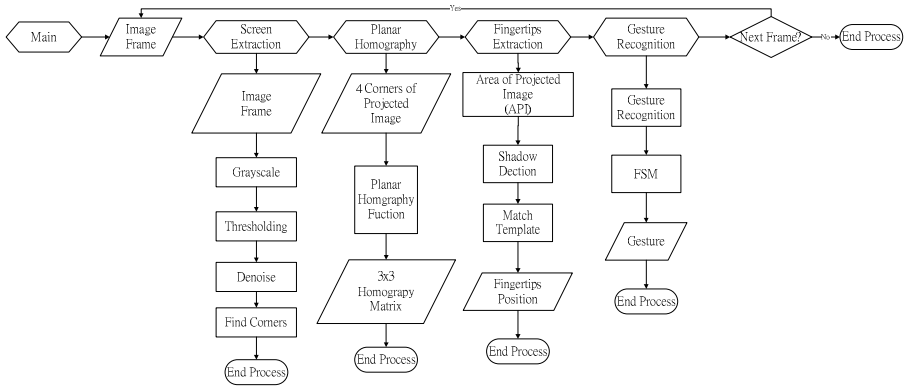 Yes
Main
Image
Frame
Screen
Extraction
Planar
Homography
Fingertips
Extraction
Gesture
Recognition
Next Frame?
No
End Process
Image
Frame
Grayscale
Thresholding
Denoise
Find Corners
End Process
4 Corners of
Projected
Image
Planar
Homgraphy
Fuction
3x3
Homograpy
Matrix
End Process
Area of Projected
Image
(API)
Shadow
Dection
Match
Template
Fingertips
Position
End Process
Gesture
Recognition
FSM
Gesture
End Process